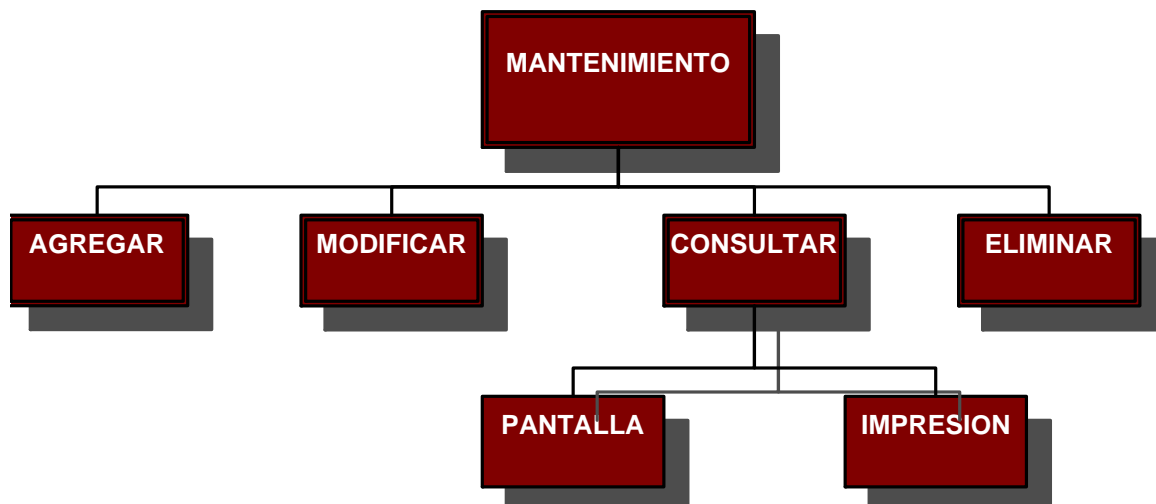 MANTENIMIENTO
AGREGAR
MODIFICAR
CONSULTAR
ELIMINAR
PANTALLA
IMPRESION